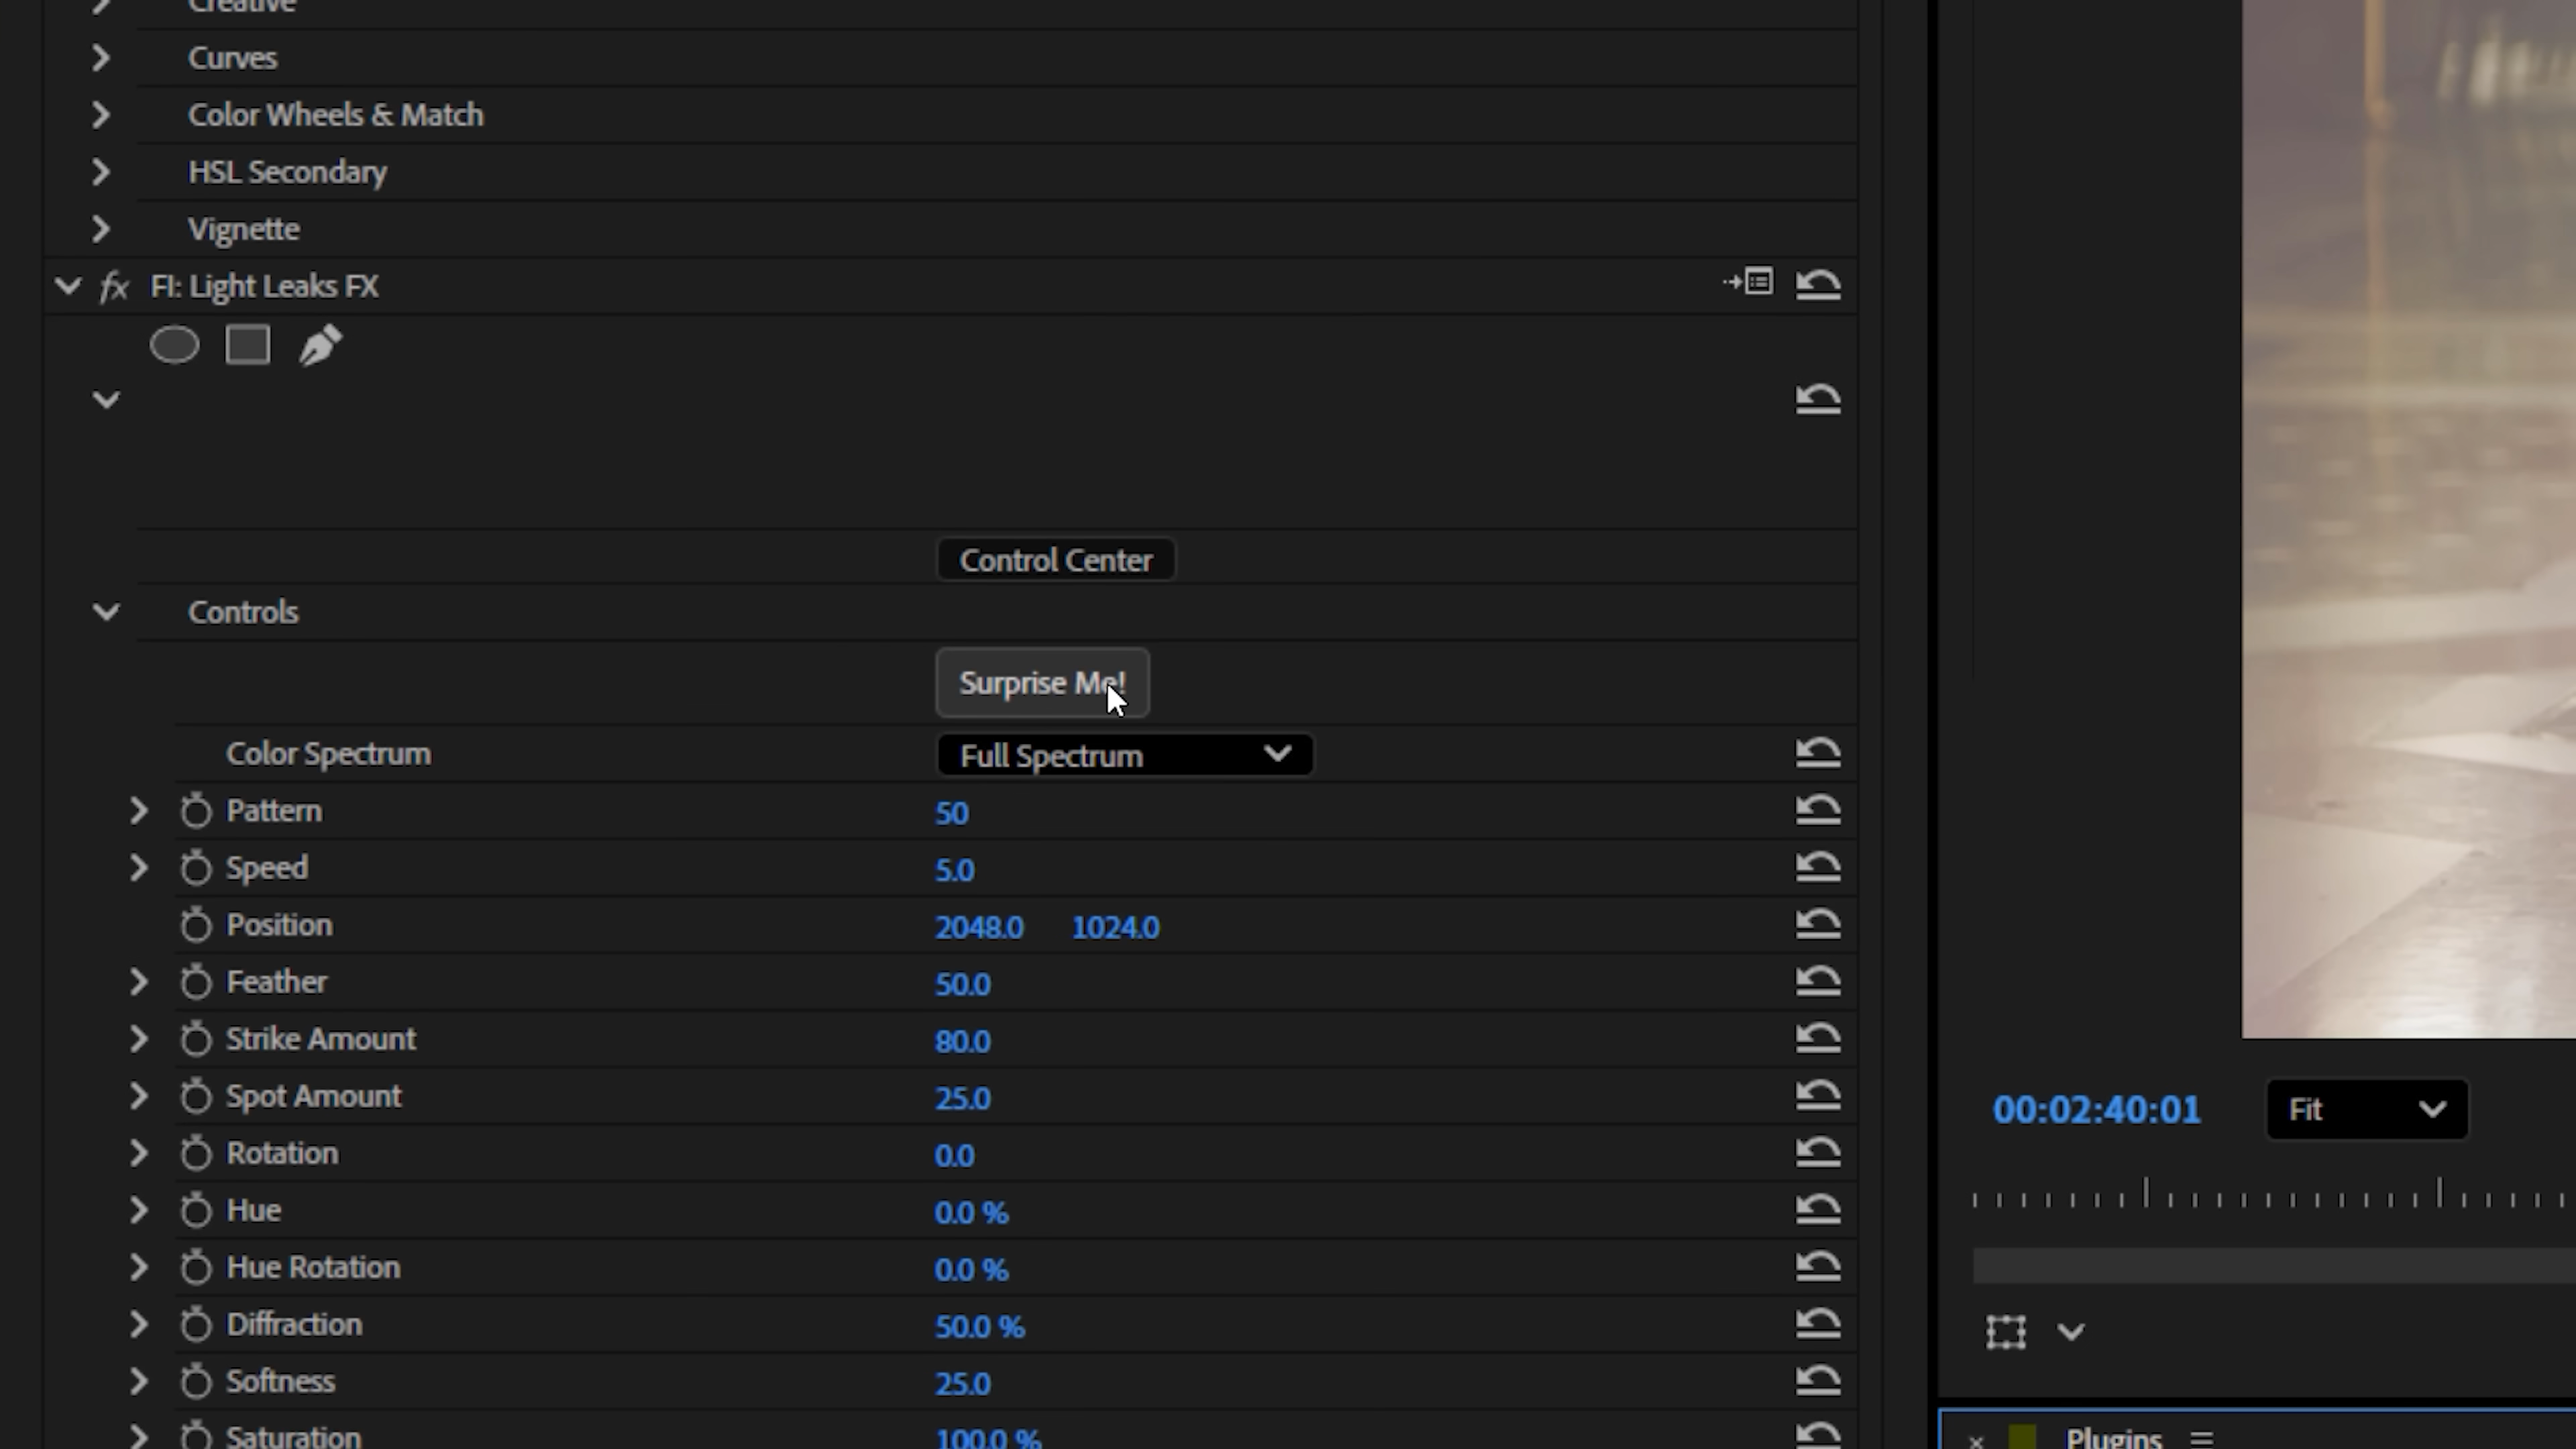 Creative
Curves
Color Wheels & Match
HSL Secondary
Vignette
fx FI: Light Leaks FX
Control Center
Controls
Surprise Me!
Color Spectrum Full Spectrum
Pattern 50
Speed 5.0
Position 2048.0 1024.0
Feather 50.0
Strike Amount 80.0
Spot Amount 25.0
Rotation 0.0
Hue 0.0 %
Hue Rotation 0.0 %
Diffraction 50.0 %
Softness 25.0
Saturation 100.0 %
00:02:40:01 Fit
Plugins